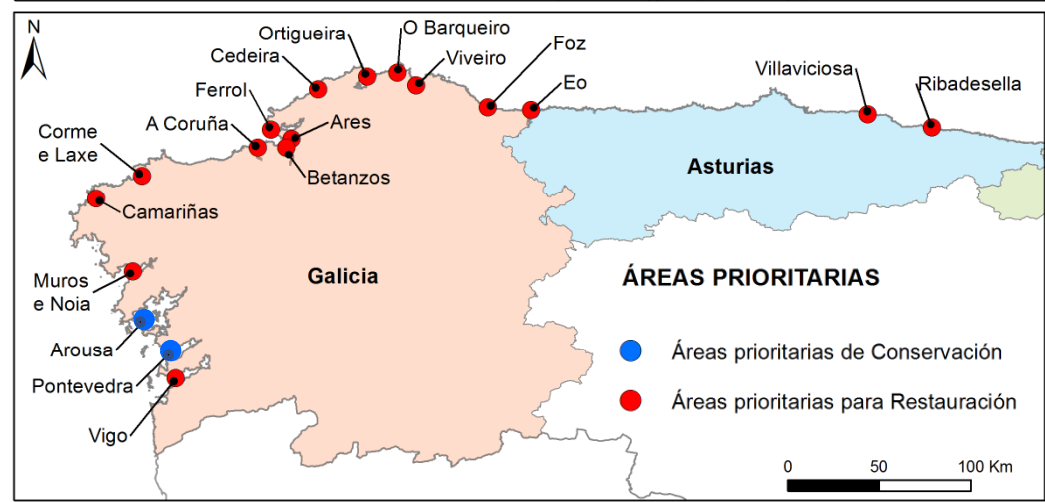 N
O Barqueiro
Ortigueira
Cedeira
Viveiro
Foz
Villaviciosa
Ferrol
Eo
Ribadesella
Corme
e Laxe
A Coruña
Ares
Betanzos
Asturias
Camariñas
Muros
e Noia
Galicia
ÁREAS PRIORITARIAS
Arousa
Áreas prioritarias de Conservación
Pontevedra
Áreas prioritarias para Restauración
Vigo
0 50 100 Km